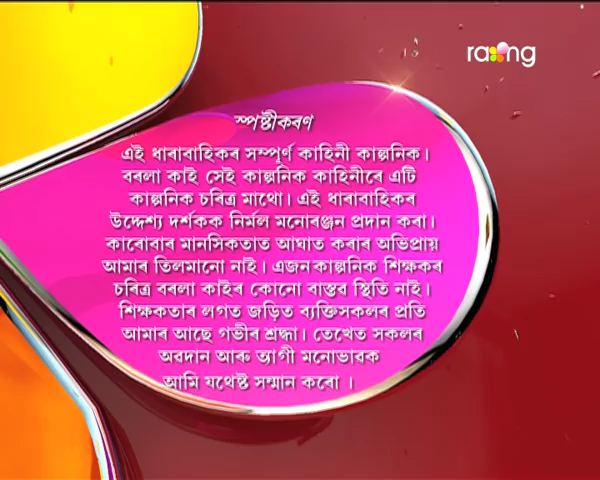 rang
স্পষ্টীকৰণ
এই ধাৰাবাহিকৰ সম্পূৰ্ণ কাহিনী কাল্পনিক।
বৰলা কাই সেই কাল্পনিক কাহিনীৰে এটি
কাল্পনিক চৰিত্ৰ মাথো। এই ধাৰাবাহিকৰ
উদ্দেশ্য দৰ্শকক নিৰ্মল মনোৰঞ্জন প্ৰদান কৰা।
কাৰোবাৰ মানসিকতাত আঘাত কৰাৰ অভিপ্ৰায়
আমাৰ তিলমানো নাই। এজন কাল্পনিক শিক্ষকৰ
চৰিত্ৰ বৰলা কাইৰ কোনো বাস্তৱ স্থিতি নাই।
শিক্ষকতাৰ লগত জড়িত ব্যক্তিসকলৰ প্ৰতি
আমাৰ আছে গভীৰ শ্ৰদ্ধা। তেখেত সকলৰ
অৱদান আৰু ত্যাগী মনোভাৱক
আমি যথেষ্ট সন্মান কৰো ।